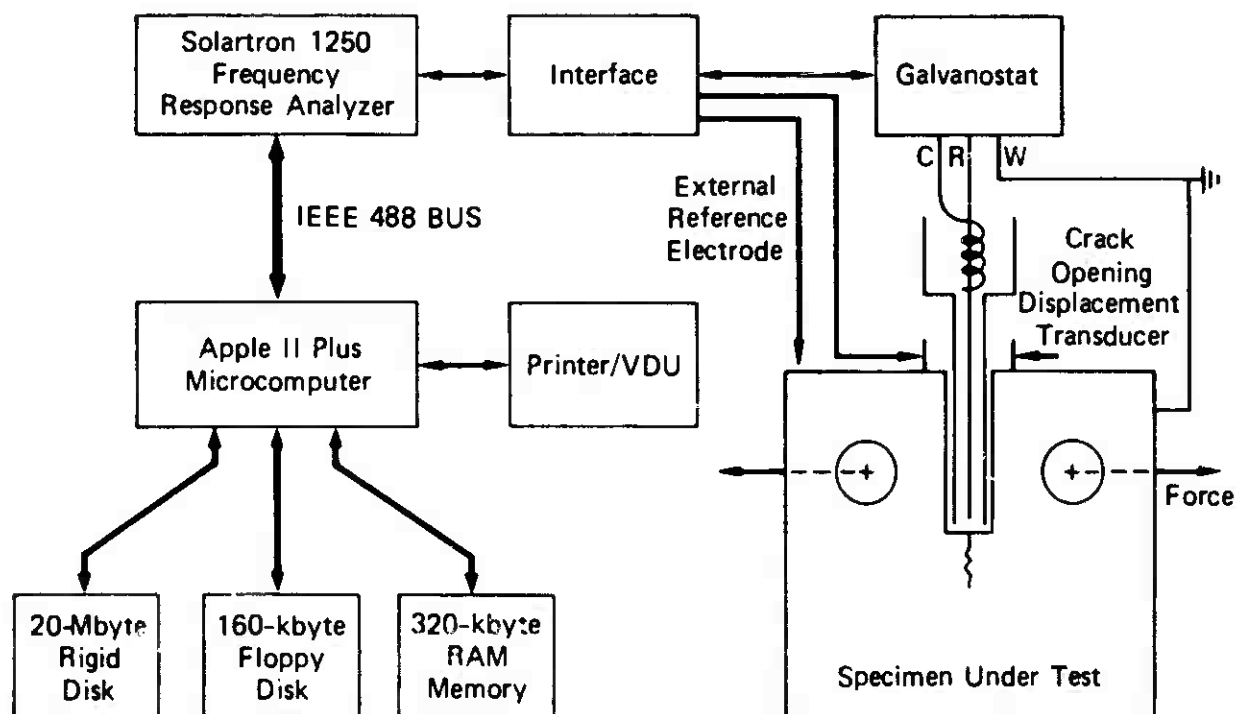 Solartron 1250
Frequency
Response Analyzer
Interface
Galvanostat
C R W
IEEE 488 BUS
External
Reference
Electrode
Crack
Opening
Displacement
Transducer
Apple II Plus
Microcomputer
Printer/VDU
Force
20-Mbyte
Rigid
Disk
160-kbyte
Floppy
Disk
320-kbyte
RAM
Memory
Specimen Under Test